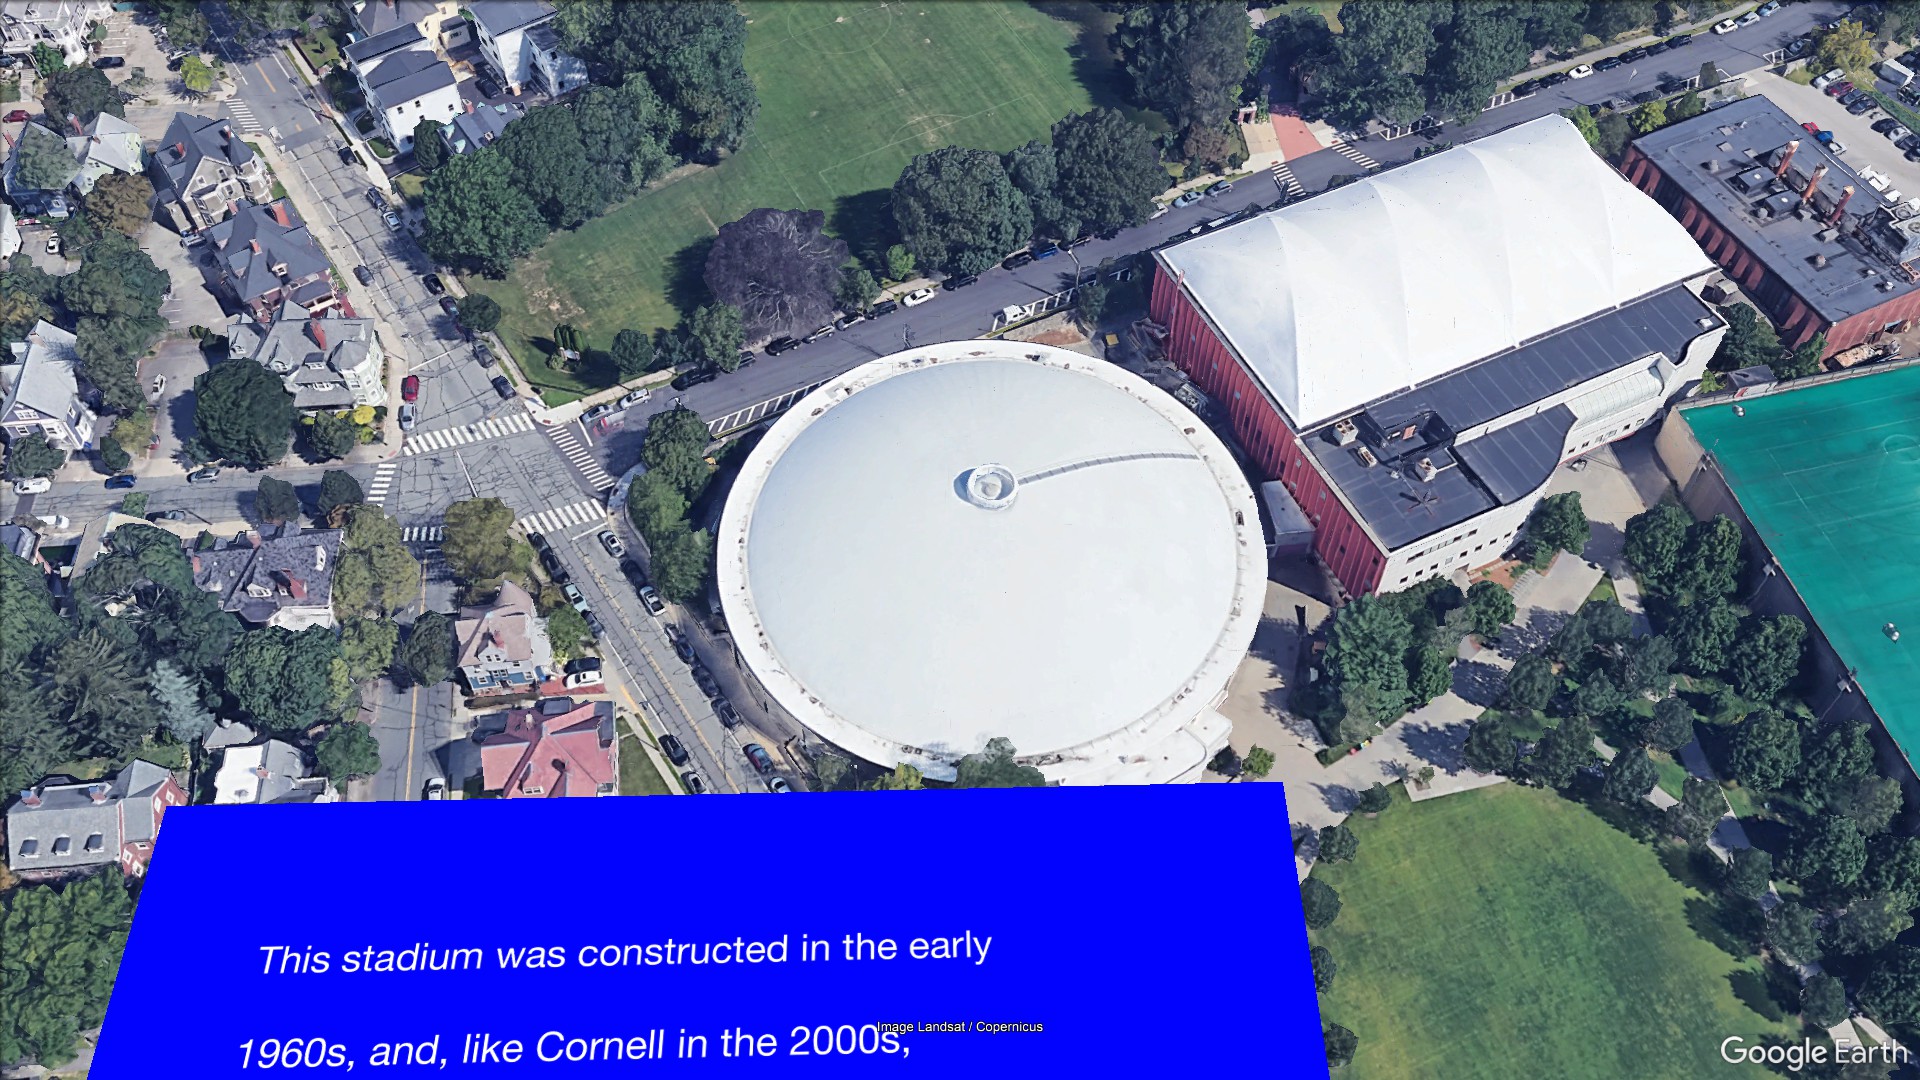 This stadium was constructed in the early
1960s, and, like Cornell in the 2000s,
Image Landsat / Copernicus
Google Earth